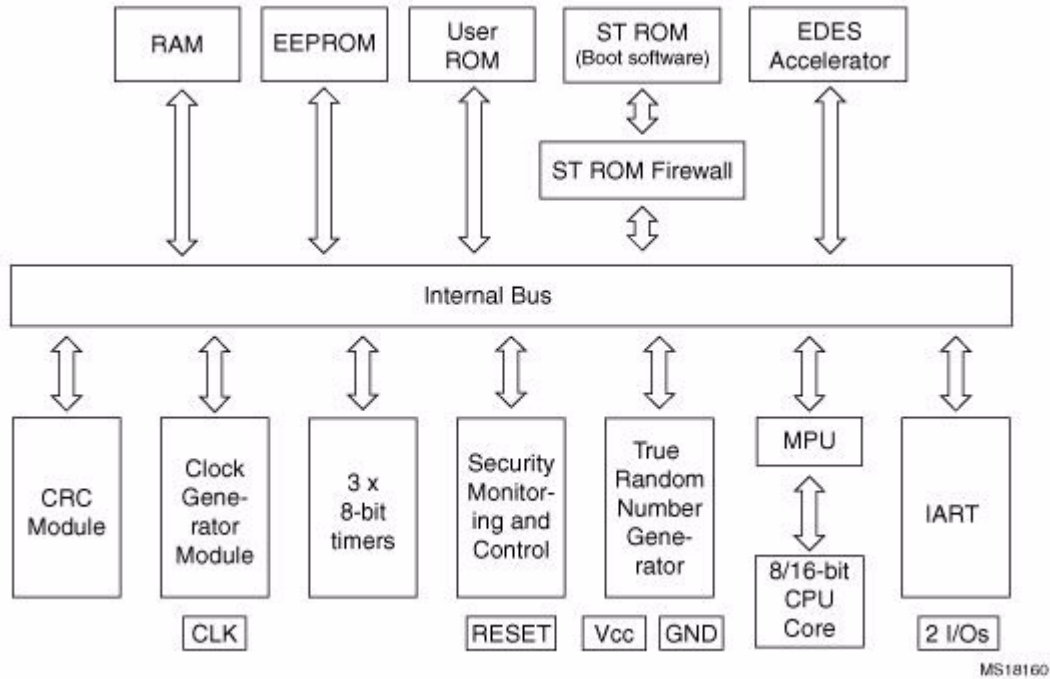 RAM
EEPROM
User
ROM
ST ROM
(Boot software)
EDES
Accelerator
ST ROM Firewall
Internal Bus
CRC
Module
Clock
Gene-
rator
Module
3 x
8-bit
timers
Security
Monitor-
ing and
Control
True
Random
Number
Gene-
rator
MPU
8/16-bit
CPU
Core
IART
CLK
RESET
Vcc
GND
2 I/Os
MS18160